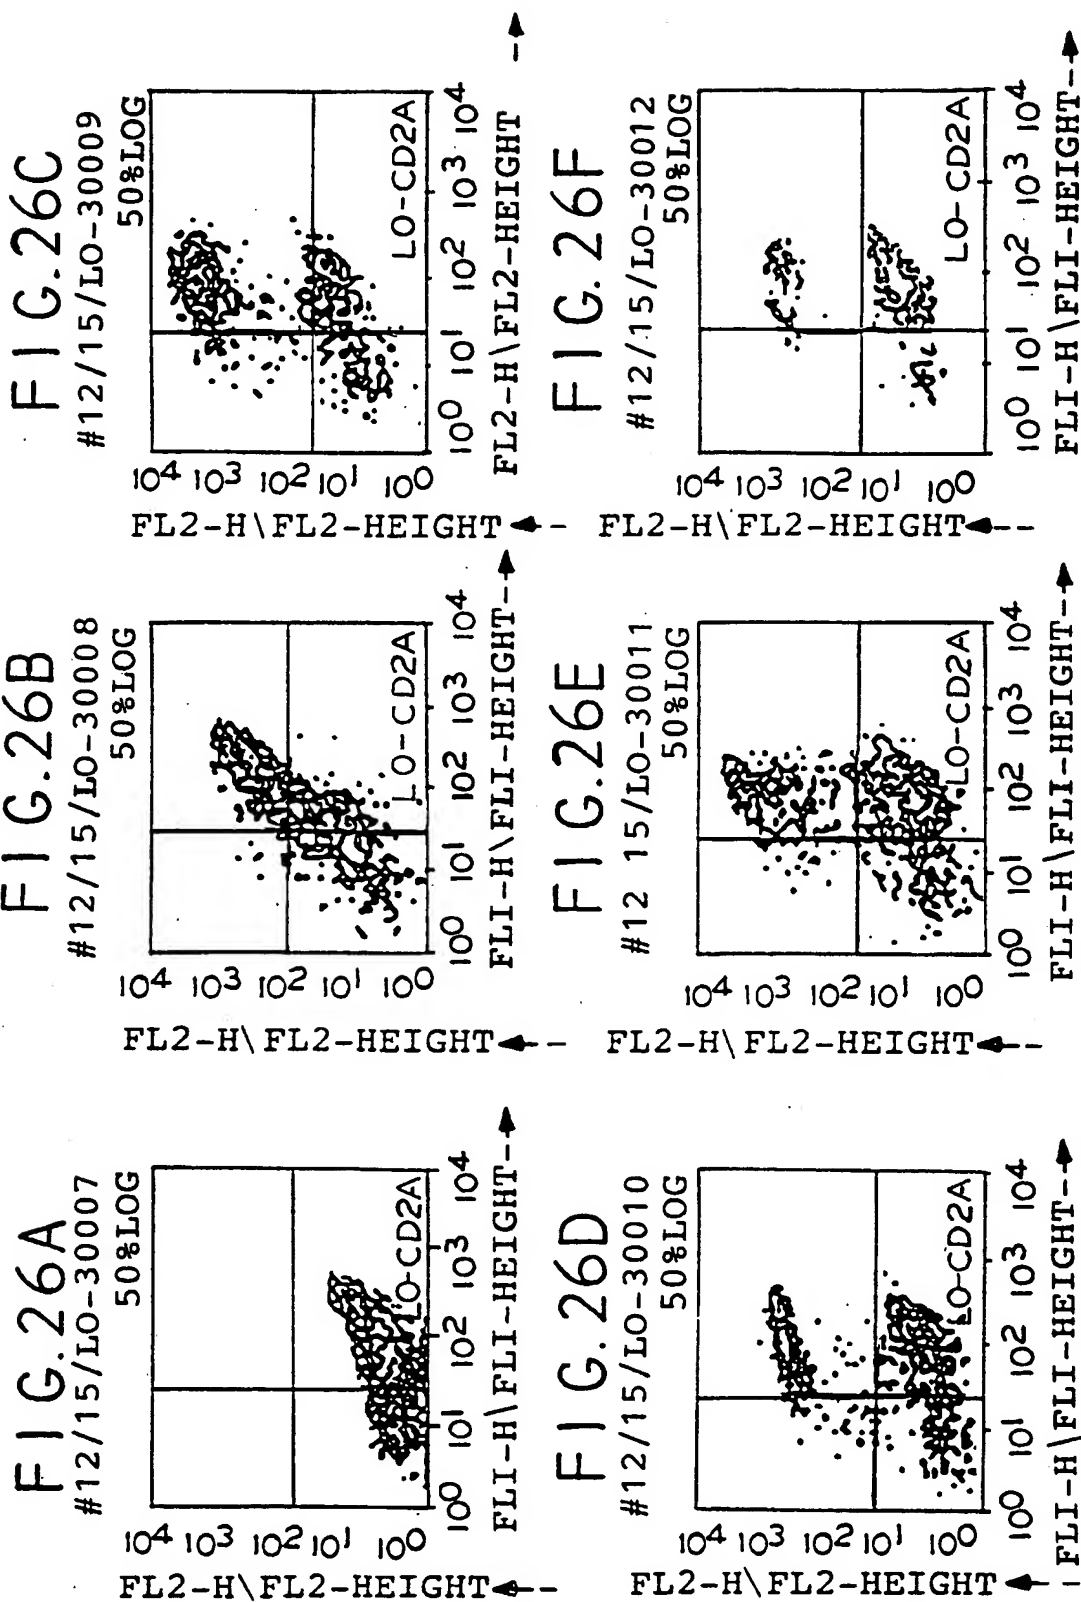 FIG.26A
#12/15/LO-30007
50%LOG
10⁴ 10³ 10² 10¹ 10⁰
FL2-H\FL2-HEIGHT
LO-CD2A
10⁰ 10¹ 10² 10³ 10⁴
FLI-H\FLI-HEIGHT
FIG.26B
#12/15/LO-30008
50%LOG
10⁴ 10³ 10² 10¹ 10⁰
FL2-H\FL2-HEIGHT
LO-CD2A
10⁰ 10¹ 10² 10³ 10⁴
FLI-H\FLI-HEIGHT
FIG.26C
#12/15/LO-30009
50%LOG
10⁴ 10³ 10² 10¹ 10⁰
FL2-H\FL2-HEIGHT
LO-CD2A
10⁰ 10¹ 10² 10³ 10⁴
FL2-H\FL2-HEIGHT
FIG.26D
#12/15/LO-30010
50%LOG
10⁴ 10³ 10² 10¹ 10⁰
FL2-H\FL2-HEIGHT
LO-CD2A
10⁰ 10¹ 10² 10³ 10⁴
FLI-H\FLI-HEIGHT
FIG.26E
#12 15/LO-30011
50%LOG
10⁴ 10³ 10² 10¹ 10⁰
FL2-H\FL2-HEIGHT
LO-CD2A
10⁰ 10¹ 10² 10³ 10⁴
FLI-H\FLI-HEIGHT
FIG.26F
#12/15/LO-30012
50%LOG
10⁴ 10³ 10² 10¹ 10⁰
FL2-H\FL2-HEIGHT
LO-CD2A
10⁰ 10¹ 10² 10³ 10⁴
FLI-H\FLI-HEIGHT